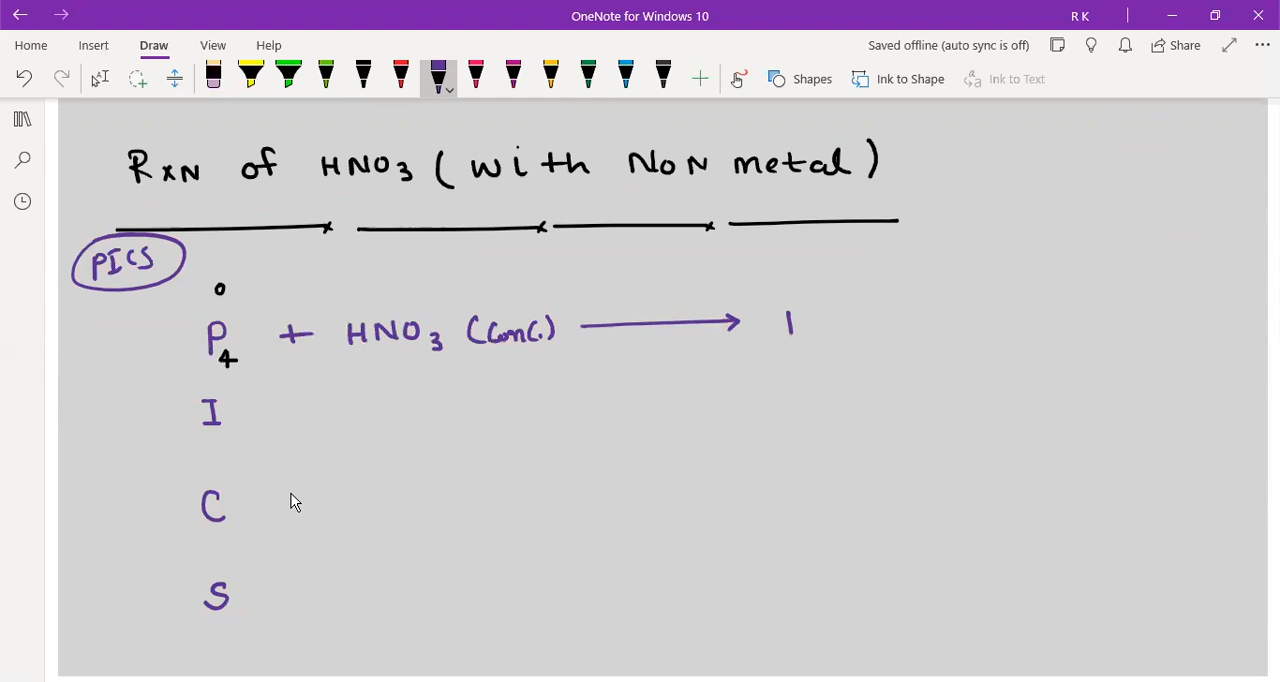 OneNote for Windows 10
R K
Home Insert Draw View Help
Saved offline (auto sync is off) Share
Shapes Ink to Shape Ink to Text
RxN of HNO3 (with NoN metal)
PICS
0
P4 + HNO3 (Conc.) ⟶ I
I
C
S